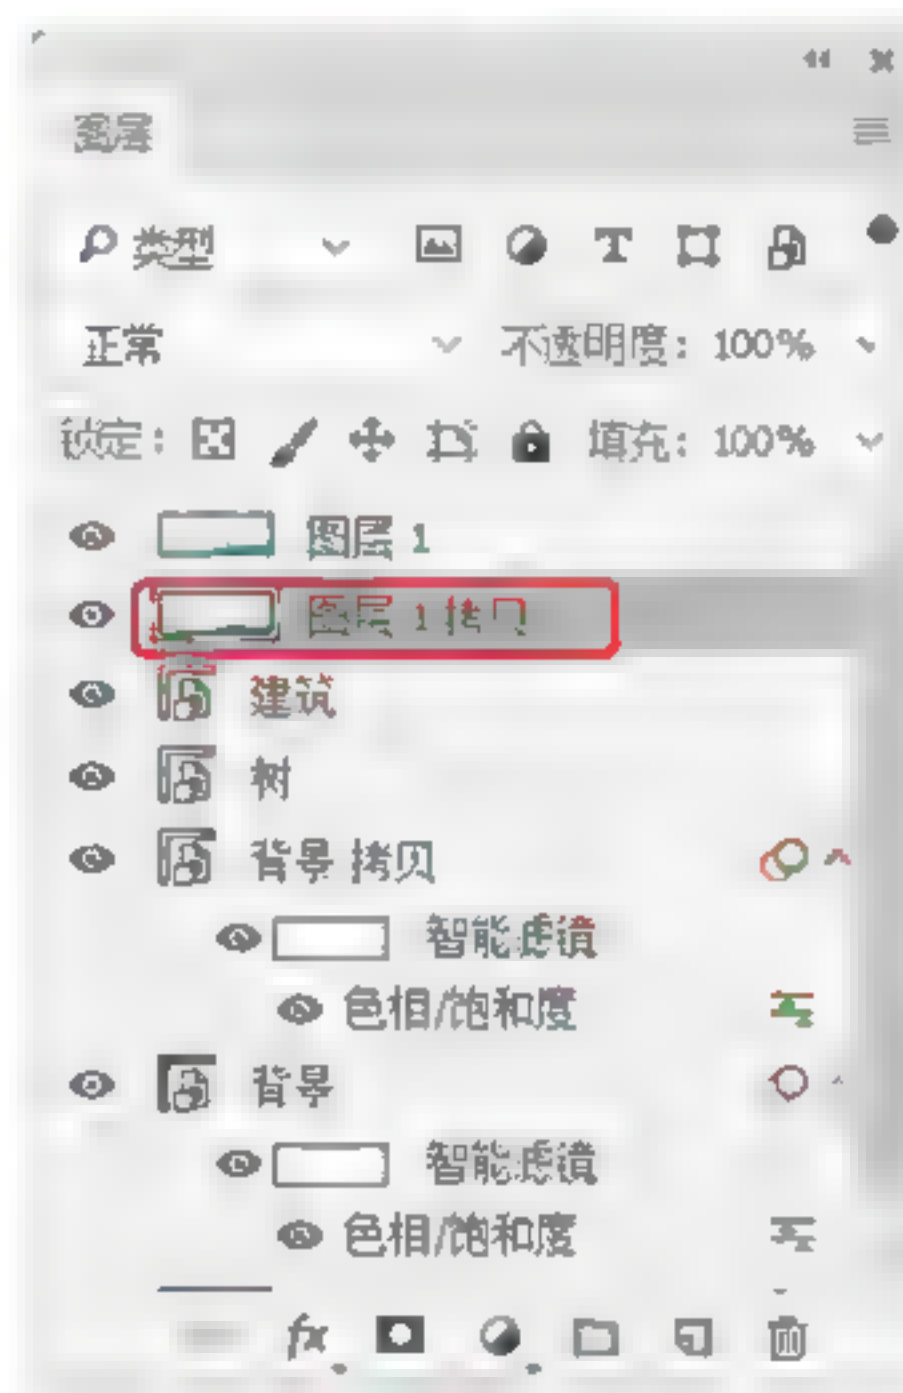 图层
类型
正常 不透明度: 100%
锁定: 填充: 100%
图层 1
图层 1 拷贝
建筑
树
背景 拷贝
智能滤镜
色相/饱和度
背景
智能滤镜
色相/饱和度
fx